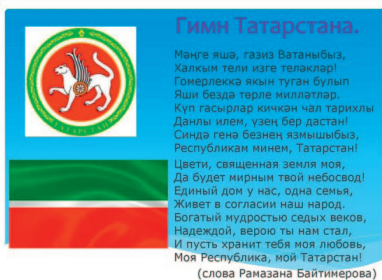 Гимн Татарстана.
ТАТАРСТАН
Мәңге яшә, газиз Ватаныбыз,
Халкым тели изге теләкләр!
Гомерлеккә якын туган булып
Яши бездә төрле милләтләр.
Күп гасырлар кичкән чал тарихлы
Данлы илем, үзең бер дастан!
Синдә генә безнең язмышыбыз,
Республикам минем, Татарстан!
Цвети, священная земля моя,
Да будет мирным твой небосвод!
Единый дом у нас, одна семья,
Живет в согласии наш народ.
Богатый мудростью седых веков,
Надеждой, верою ты нам стал,
И пусть хранит тебя моя любовь,
Моя Республика, мой Татарстан!
(слова Рамазана Байтимерова)